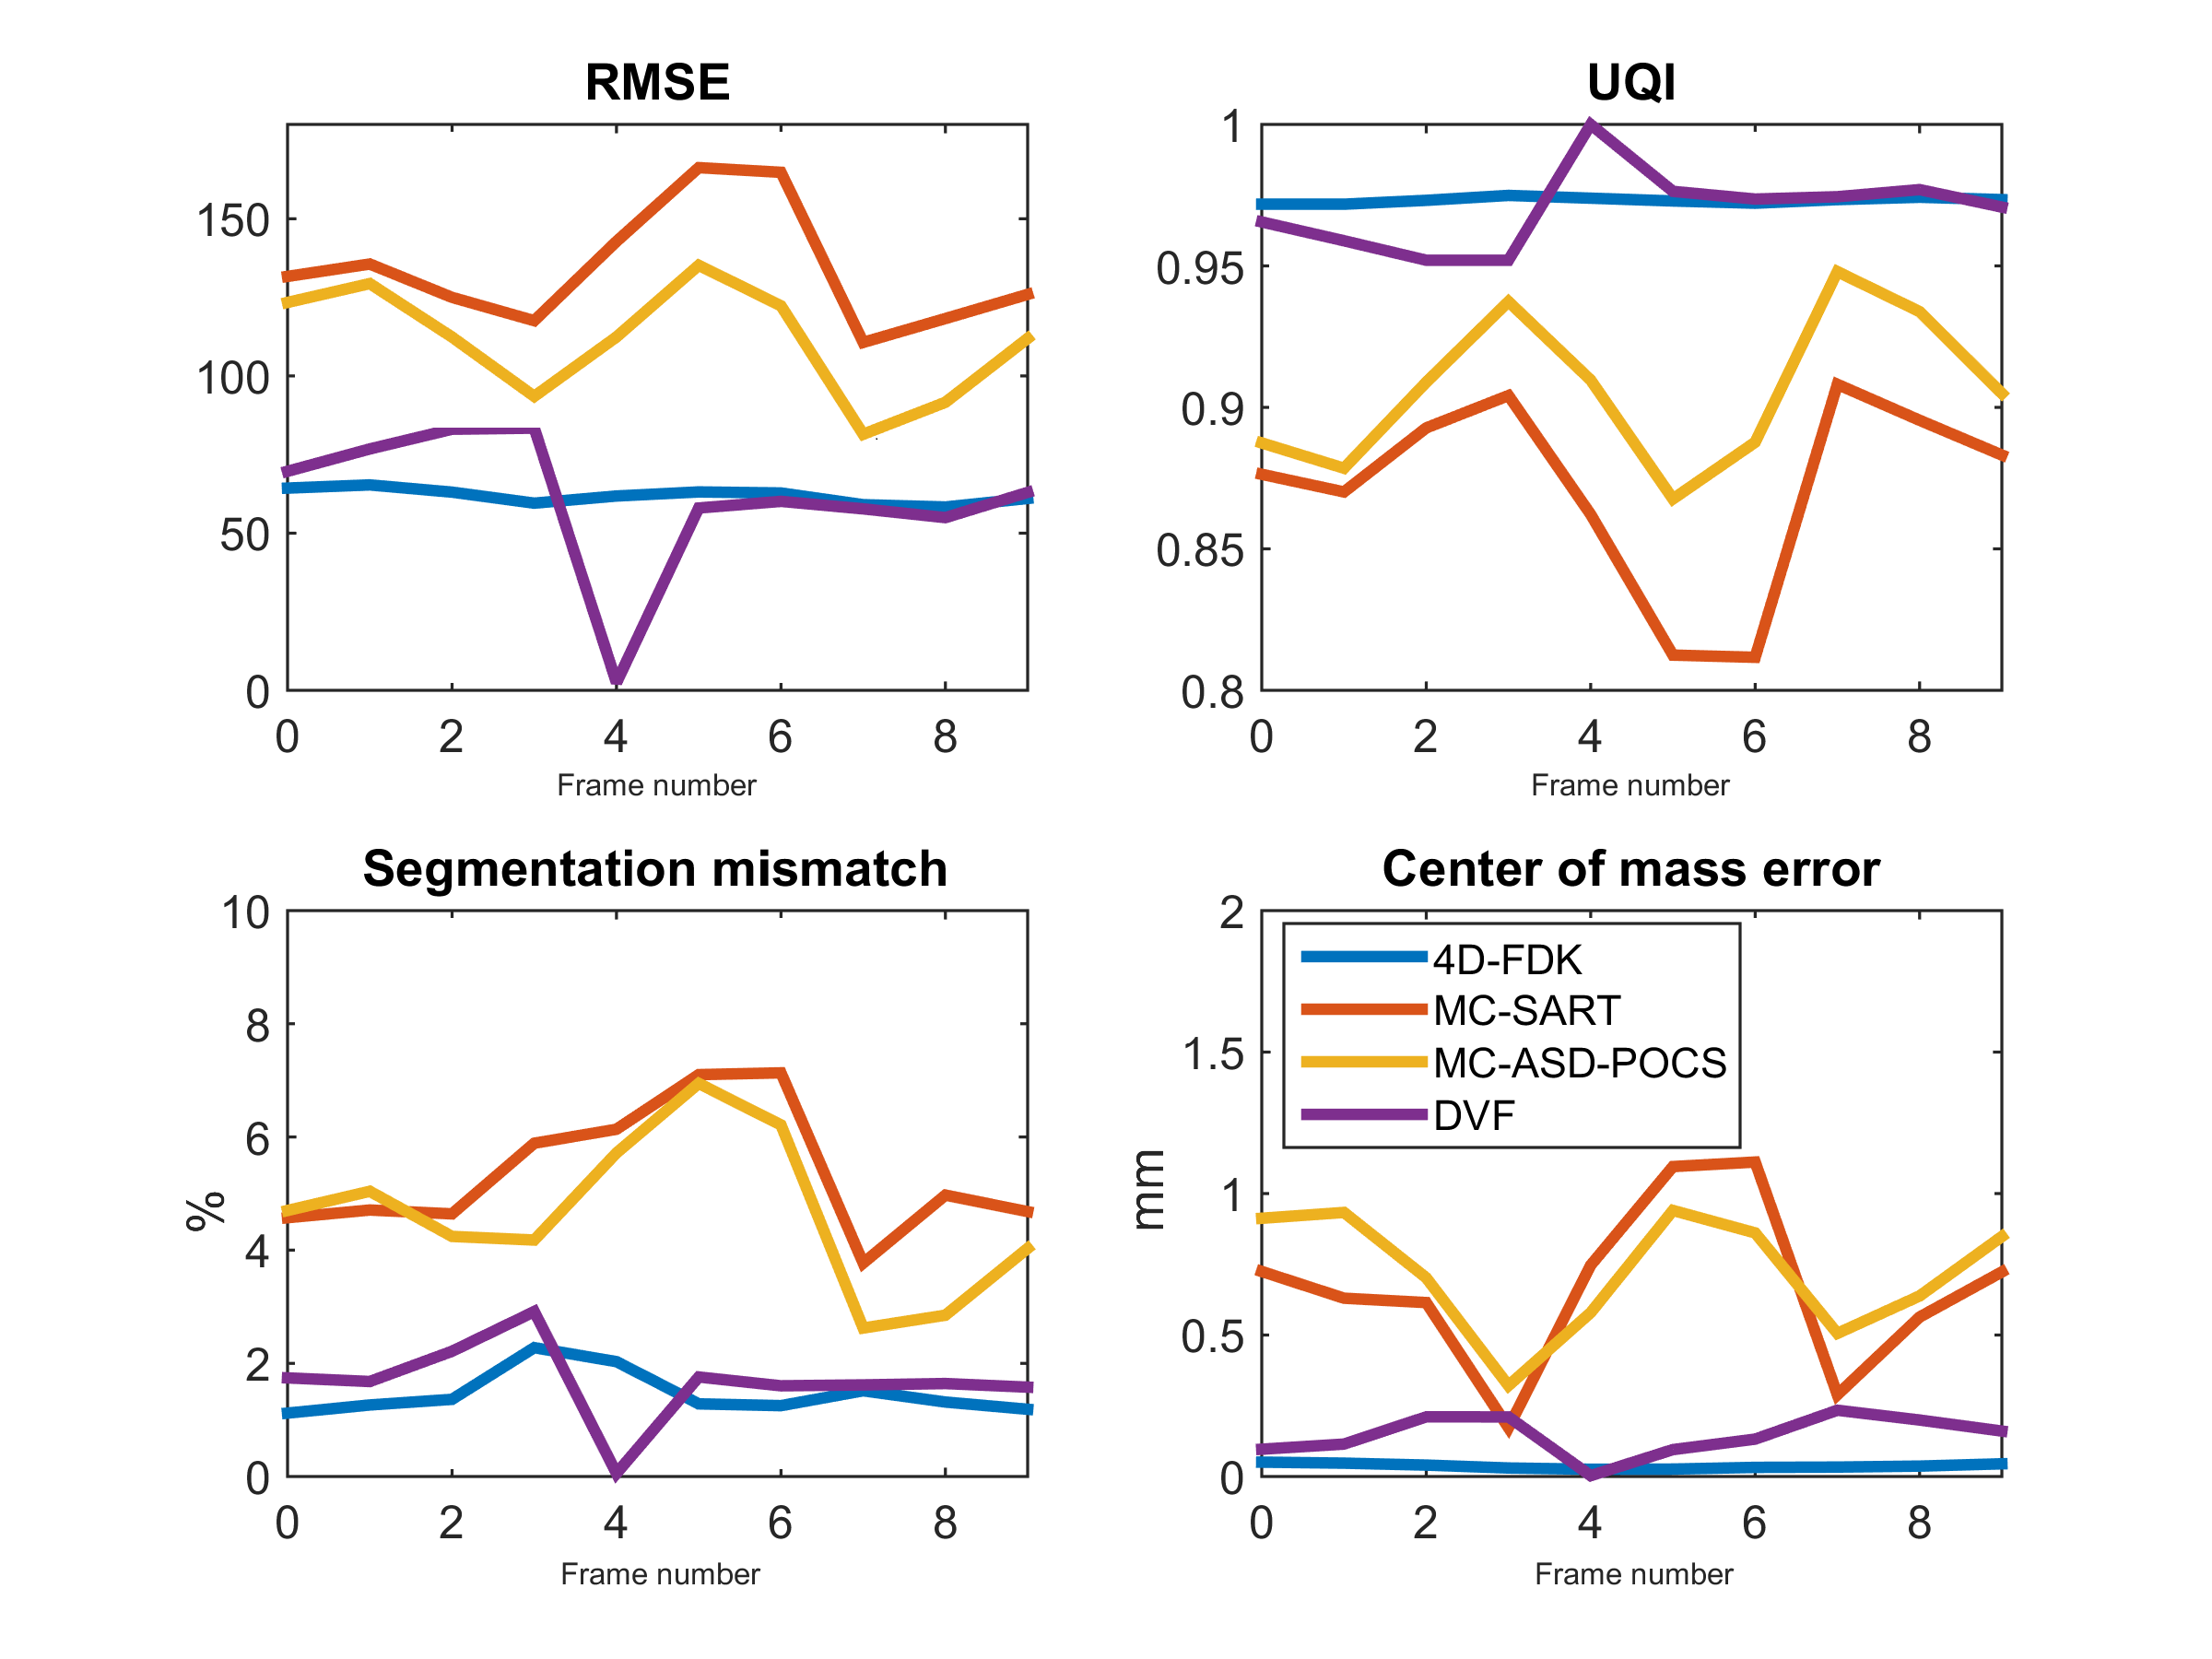 RMSE
150
100
50
0
0 2 4 6 8
Frame number
UQI
1
0.95
0.9
0.85
0.8
0 2 4 6 8
Frame number
Segmentation mismatch
10
8
6
4
2
0
%
0 2 4 6 8
Frame number
Center of mass error
2
1.5
1
0.5
0
mm
4D-FDK
MC-SART
MC-ASD-POCS
DVF
0 2 4 6 8
Frame number